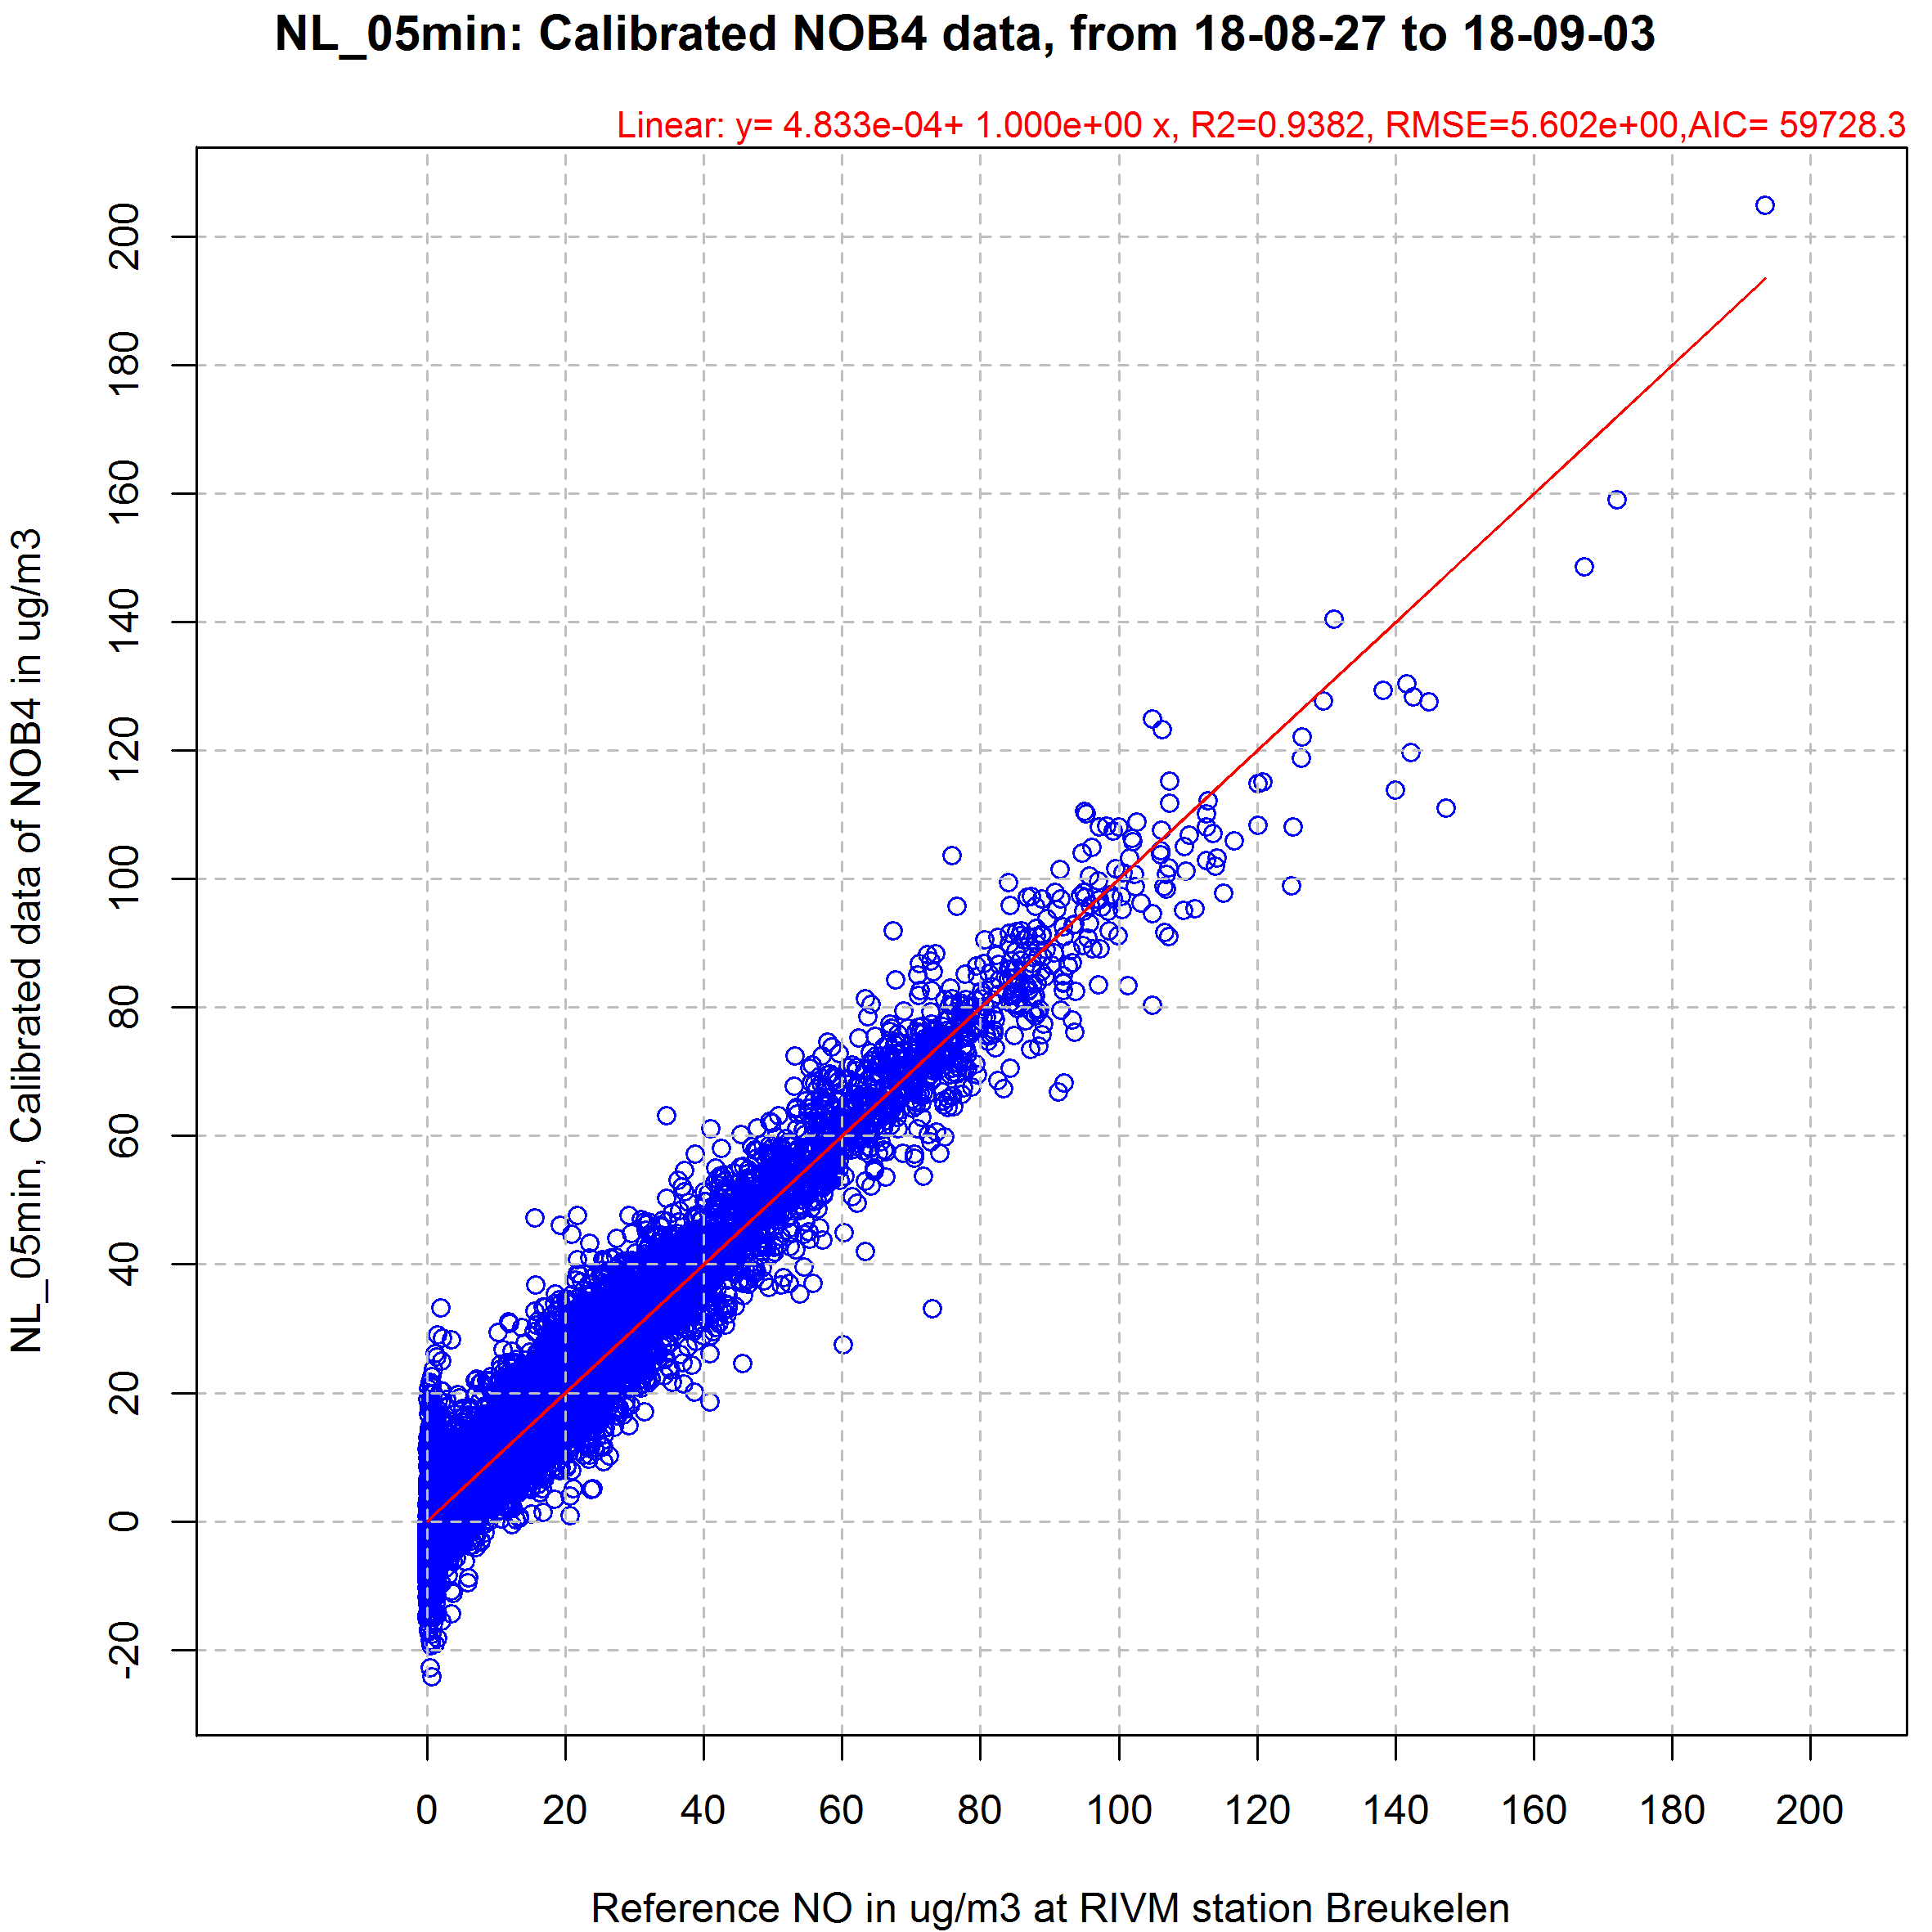 NL_05min: Calibrated NOB4 data, from 18-08-27 to 18-09-03
Linear: y= 4.833e-04+ 1.000e+00 x, R2=0.9382, RMSE=5.602e+00,AIC= 59728.3
NL_05min, Calibrated data of NOB4 in ug/m3
200
180
160
140
120
100
80
60
40
20
0
-20
0 20 40 60 80 100 120 140 160 180 200
Reference NO in ug/m3 at RIVM station Breukelen